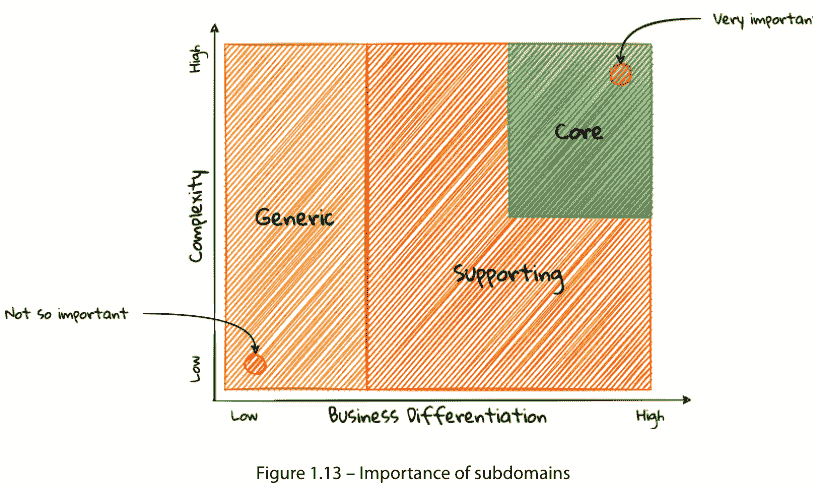 Very important
High
Core
Complexity
Generic
Supporting
Not so important
Low
Low
Business Differentiation
High
Figure 1.13 – Importance of subdomains